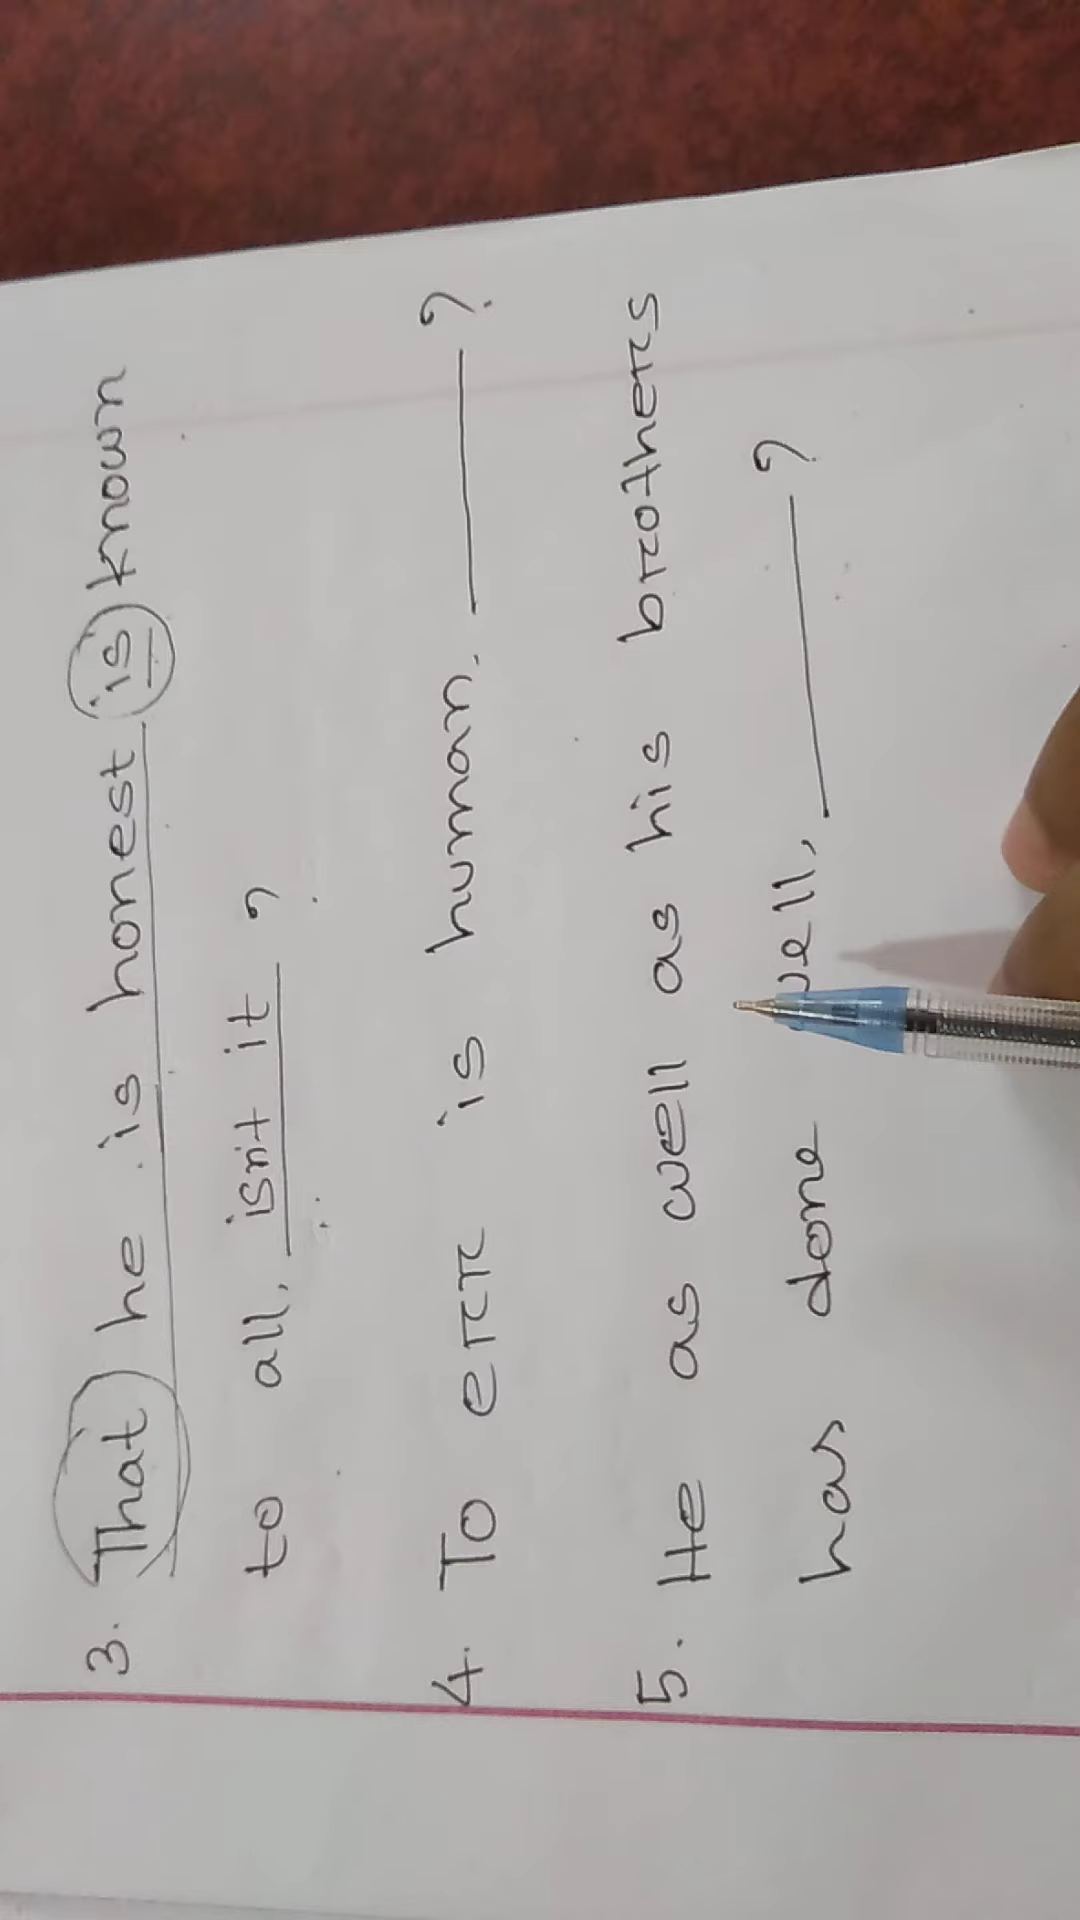 3. That he is honest is known
to all, isn't it ?
4. To err is human. ______ ?
5. He as well as his brothers
has done well, ______ ?